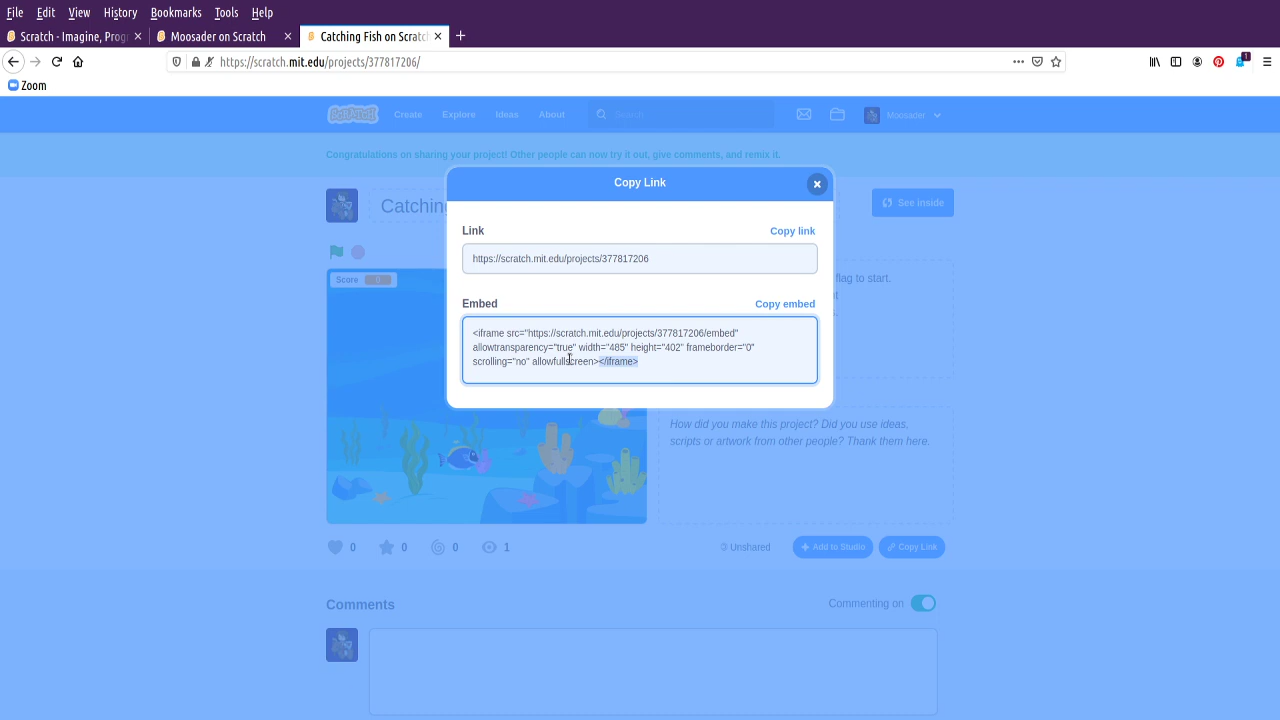 File Edit View History Bookmarks Tools Help
Scratch - Imagine, Prog
Moosader on Scratch
Catching Fish on Scratch
https://scratch.mit.edu/projects/377817206/
1
Zoom
SCRATCH Create Explore Ideas About Search Moosader
Congratulations on sharing your project! Other people can now try it out, give comments, and remix it.
Copy Link
Catching
See inside
Link Copy link
https://scratch.mit.edu/projects/377817206
flag to start.
Score 0
Embed Copy embed
<iframe src="https://scratch.mit.edu/projects/377817206/embed"
allowtransparency="true" width="485" height="402" frameborder="0"
scrolling="no" allowfullscreen></iframe>
How did you make this project? Did you use ideas,
scripts or artwork from other people? Thank them here.
0 0 0 1
Unshared
Add to Studio
Copy Link
Comments
Commenting on